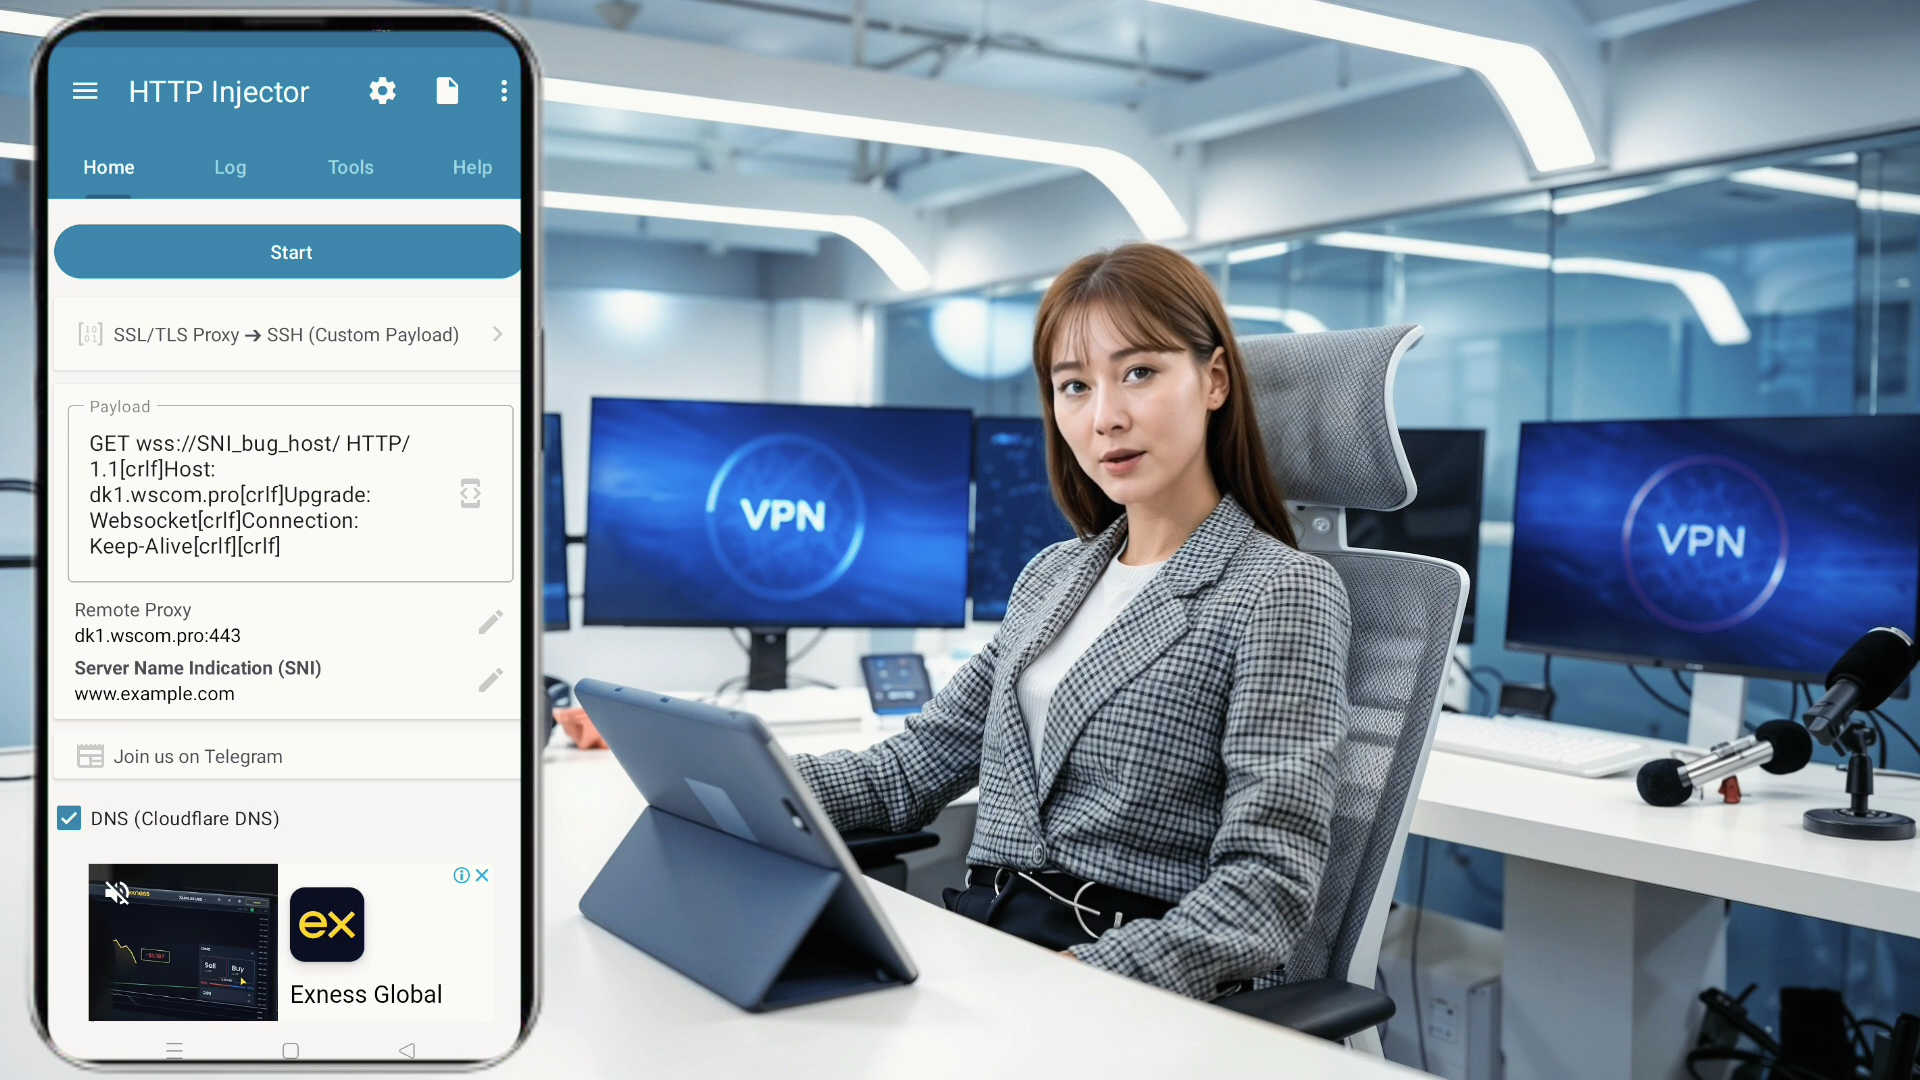 HTTP Injector
Home
Log
Tools
Help
Start
SSL/TLS Proxy ➔ SSH (Custom Payload)
Payload
GET wss://SNI_bug_host/ HTTP/
1.1[crlf]Host:
dk1.wscom.pro[crlf]Upgrade:
Websocket[crlf]Connection:
Keep-Alive[crlf][crlf]
Remote Proxy
dk1.wscom.pro:443
Server Name Indication (SNI)
www.example.com
Join us on Telegram
DNS (Cloudflare DNS)
exness
Sell
Buy
ex
Exness Global
VPN
VPN